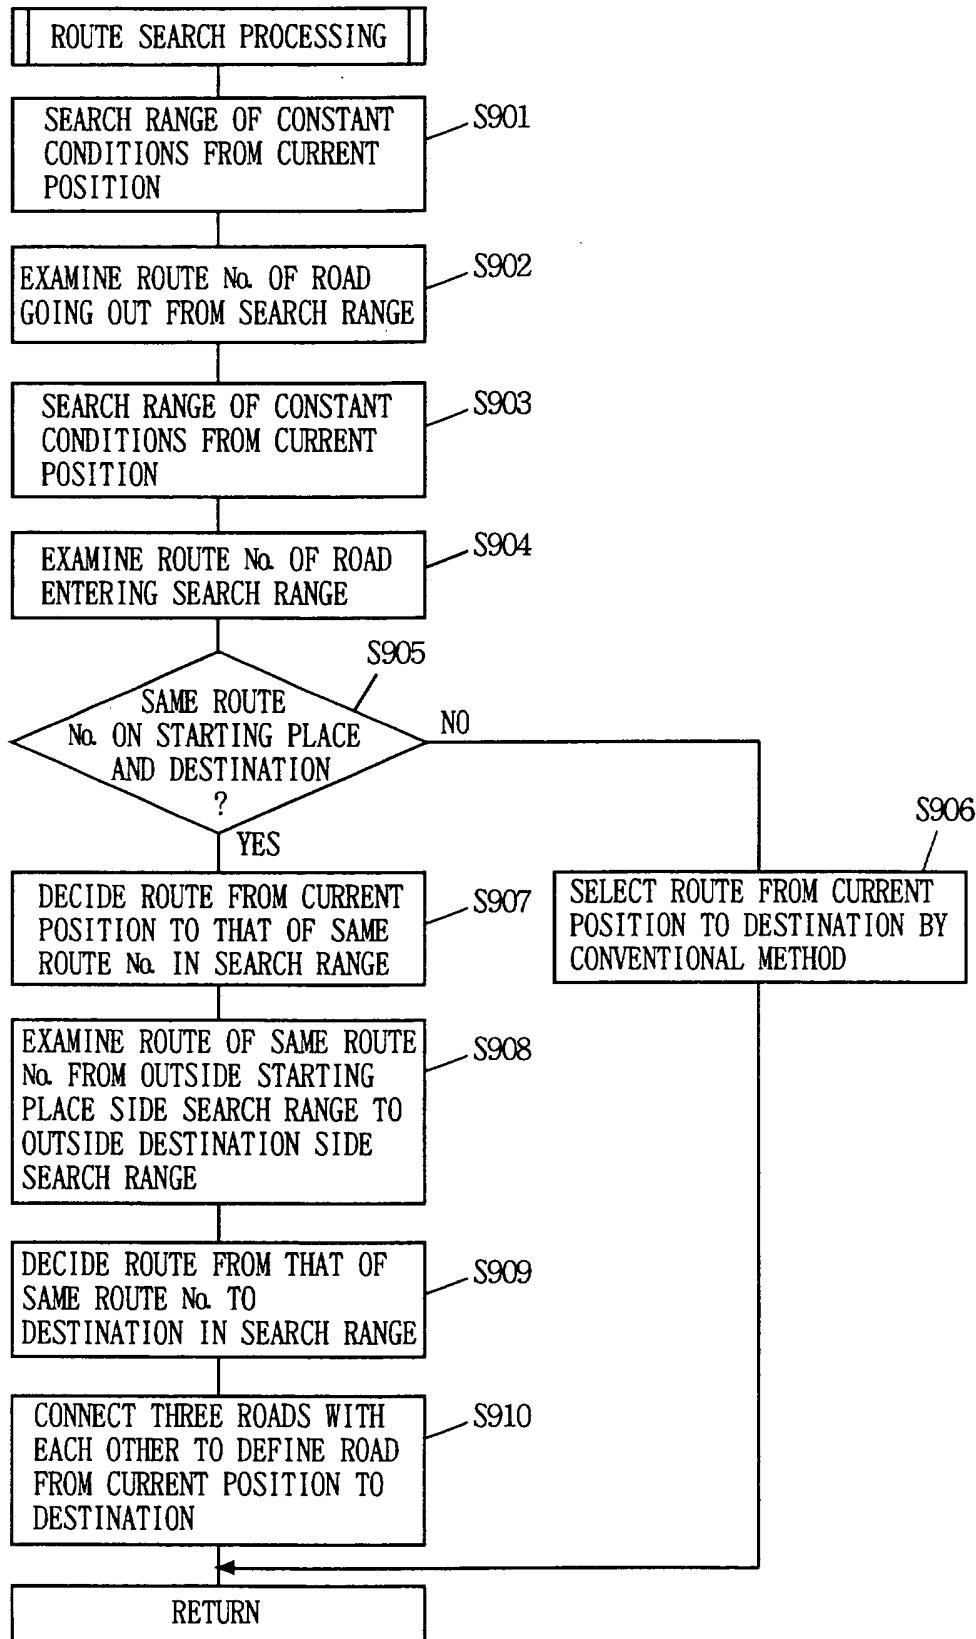 ROUTE SEARCH PROCESSING
SEARCH RANGE OF CONSTANT
CONDITIONS FROM CURRENT
POSITION
S901
EXAMINE ROUTE No. OF ROAD
GOING OUT FROM SEARCH RANGE
S902
SEARCH RANGE OF CONSTANT
CONDITIONS FROM CURRENT
POSITION
S903
EXAMINE ROUTE No. OF ROAD
ENTERING SEARCH RANGE
S904
S905
SAME ROUTE
No. ON STARTING PLACE
AND DESTINATION
?
NO
YES
S906
SELECT ROUTE FROM CURRENT
POSITION TO DESTINATION BY
CONVENTIONAL METHOD
DECIDE ROUTE FROM CURRENT
POSITION TO THAT OF SAME
ROUTE No. IN SEARCH RANGE
S907
EXAMINE ROUTE OF SAME ROUTE
No. FROM OUTSIDE STARTING
PLACE SIDE SEARCH RANGE TO
OUTSIDE DESTINATION SIDE
SEARCH RANGE
S908
DECIDE ROUTE FROM THAT OF
SAME ROUTE No. TO
DESTINATION IN SEARCH RANGE
S909
CONNECT THREE ROADS WITH
EACH OTHER TO DEFINE ROAD
FROM CURRENT POSITION TO
DESTINATION
S910
RETURN